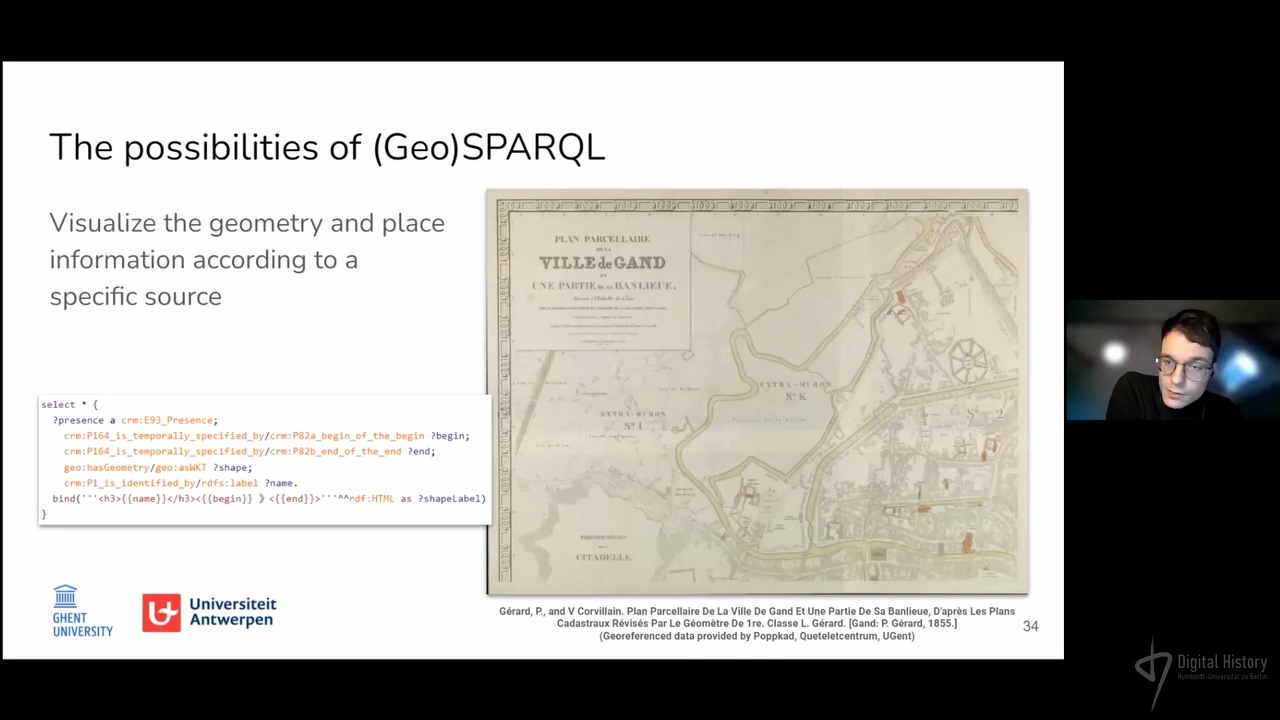 The possibilities of (Geo)SPARQL
Visualize the geometry and place
information according to a
specific source
select * {
?presence a crm:E93_Presence;
crm:P164_is_temporally_specified_by/crm:P82a_begin_of_the_begin ?begin;
crm:P164_is_temporally_specified_by/crm:P82b_end_of_the_end ?end;
geo:hasGeometry/geo:asWKT ?shape;
crm:P1_is_identified_by/rdfs:label ?name.
bind('''<h3>{{name}}</h3><{{begin}} 》<{{end}}>'''^^rdf:HTML as ?shapeLabel)
}
PLAN PARCELLAIRE
DE LA
VILLE de GAND
ET
UNE PARTIE DE SA BANLIEUE.
EXTRA-MUROS
Son K
EXTRA-MUROS
Son I
FORTIFICATIONS
CITADELLE.
GHENT
UNIVERSITY
Universiteit
Antwerpen
Gérard, P., and V Corvillain. Plan Parcellaire De La Ville De Gand Et Une Partie De Sa Banlieue, D'après Les Plans
Cadastraux Révisés Par Le Géomètre De 1re. Classe L. Gérard. [Gand: P. Gérard, 1855.]
(Georeferenced data provided by Poppkad, Queteletcentrum, UGent)
34
Digital History
Humboldt-Universität zu Berlin